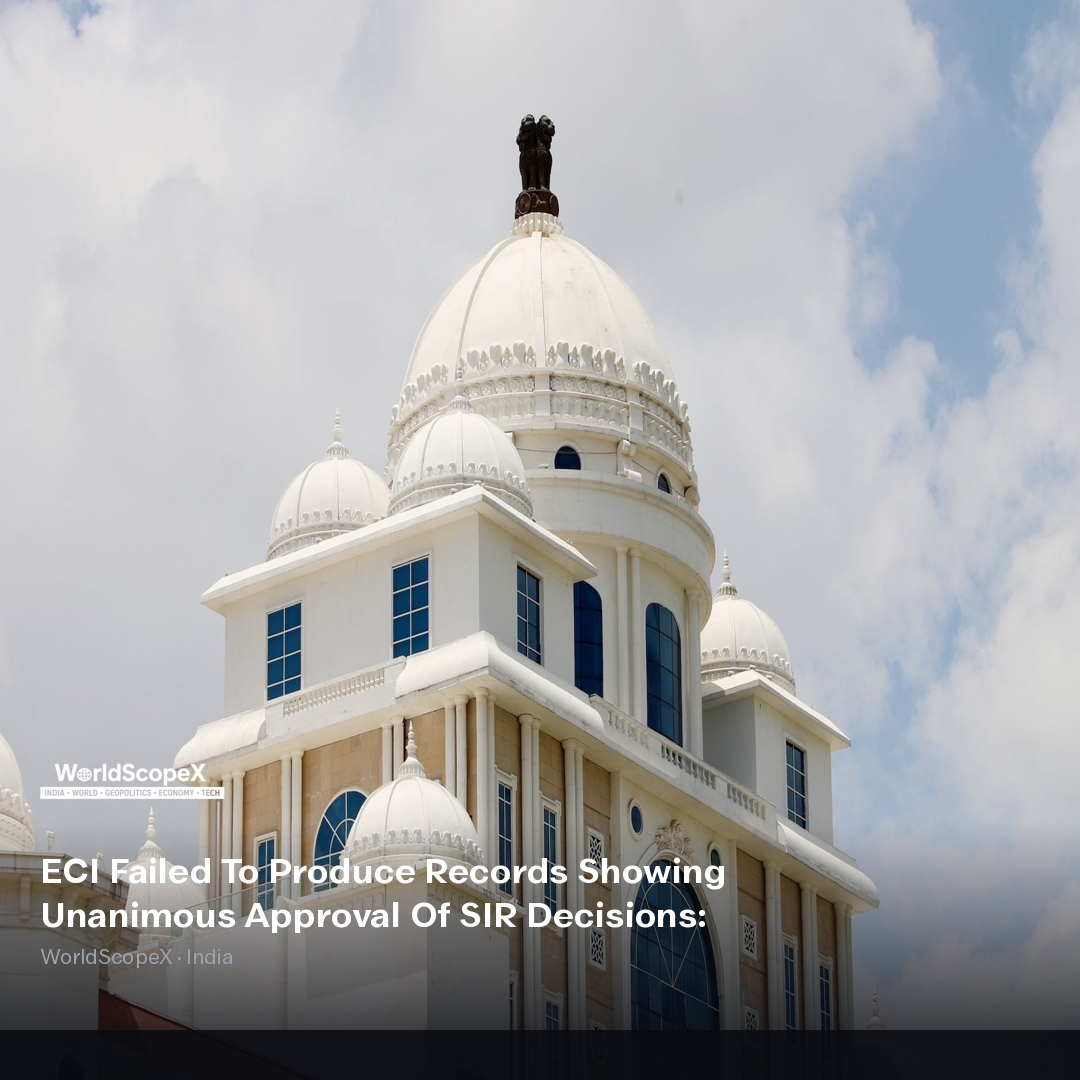 WorldScopeX
INDIA • WORLD • GEOPOLITICS • ECONOMY • TECH
ECI Failed To Produce Records Showing
Unanimous Approval Of SIR Decisions:
WorldScopeX · India